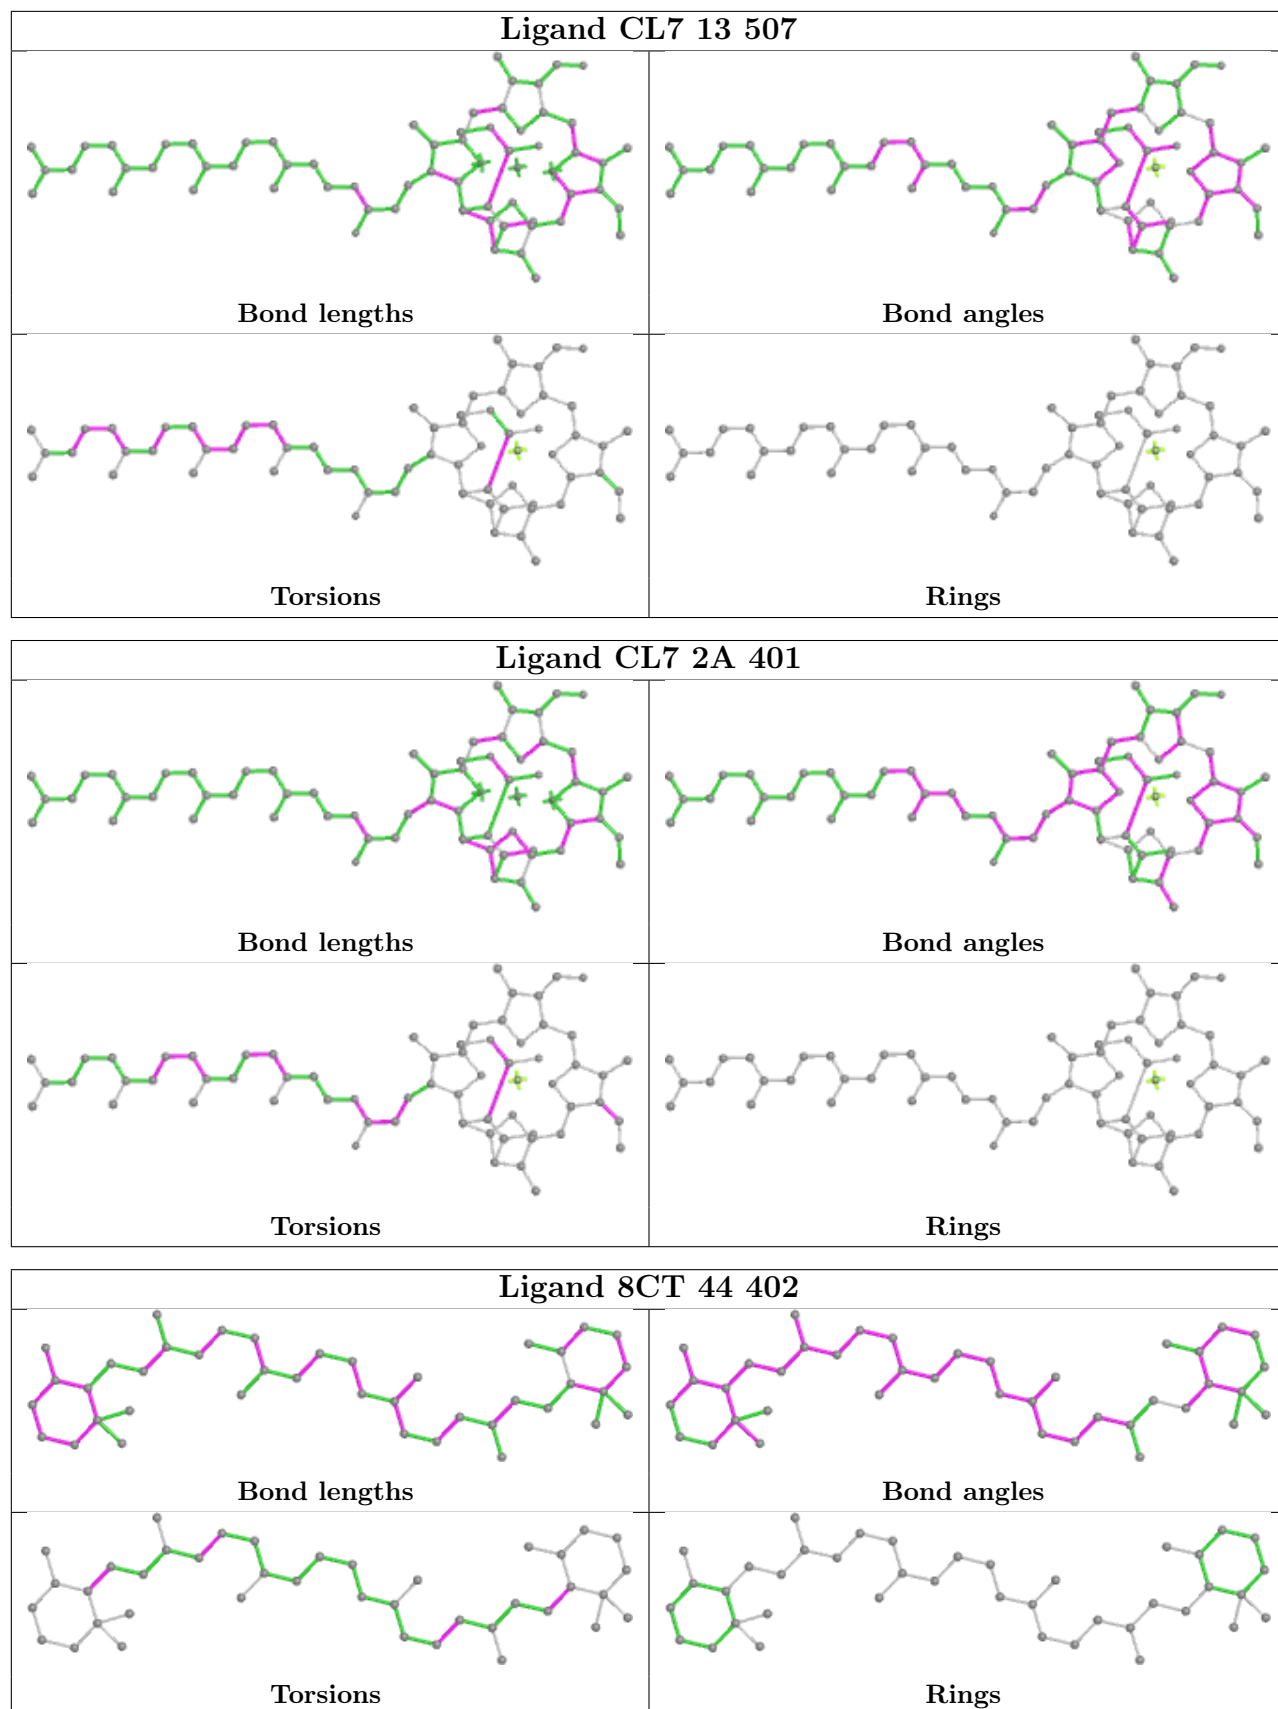 Ligand CL7 13 507
Bond lengths
Bond angles
Torsions
Rings
Ligand CL7 2A 401
Bond lengths
Bond angles
Torsions
Rings
Ligand 8CT 44 402
Bond lengths
Bond angles
Torsions
Rings